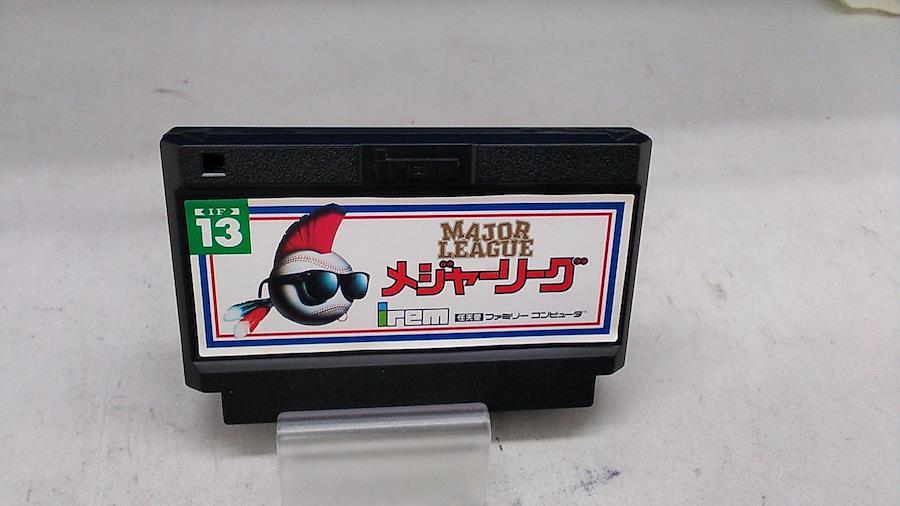 irem
IF
13
MAJOR
LEAGUE
メジャーリーグ
irem 任天堂 ファミリー コンピュータ